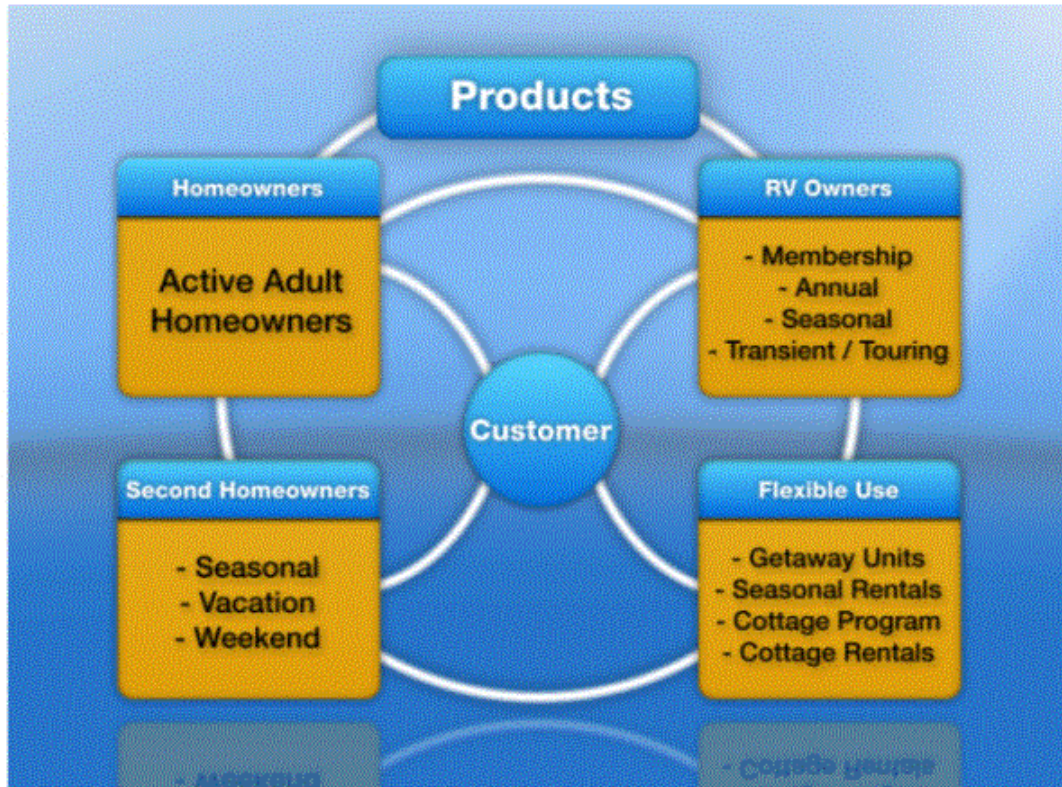 Products
Homeowners
Active Adult
Homeowners
RV Owners
- Membership
- Annual
- Seasonal
- Transient / Touring
Customer
Second Homeowners
- Seasonal
- Vacation
- Weekend
Flexible Use
- Getaway Units
- Seasonal Rentals
- Cottage Program
- Cottage Rentals